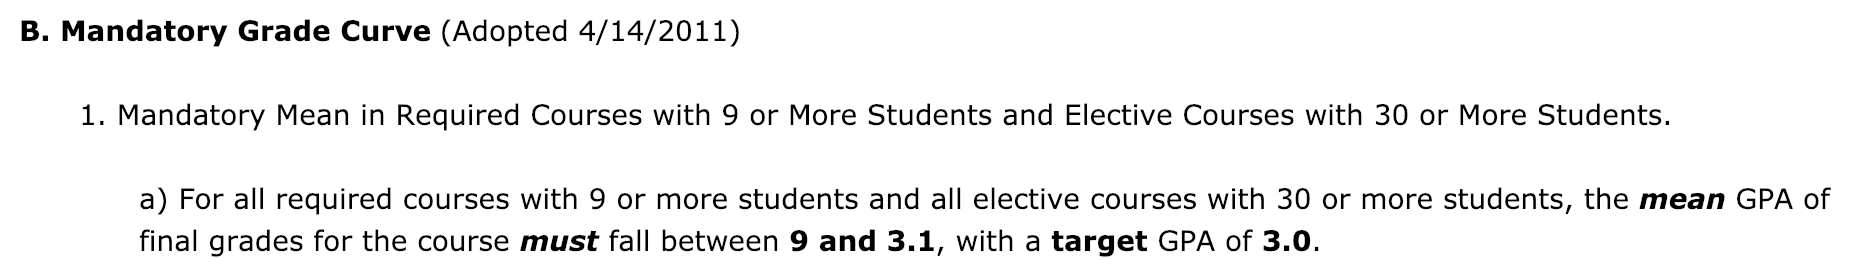 B. Mandatory Grade Curve (Adopted 4/14/2011)
1. Mandatory Mean in Required Courses with 9 or More Students and Elective Courses with 30 or More Students.
a) For all required courses with 9 or more students and all elective courses with 30 or more students, the mean GPA of
final grades for the course must fall between 9 and 3.1, with a target GPA of 3.0.